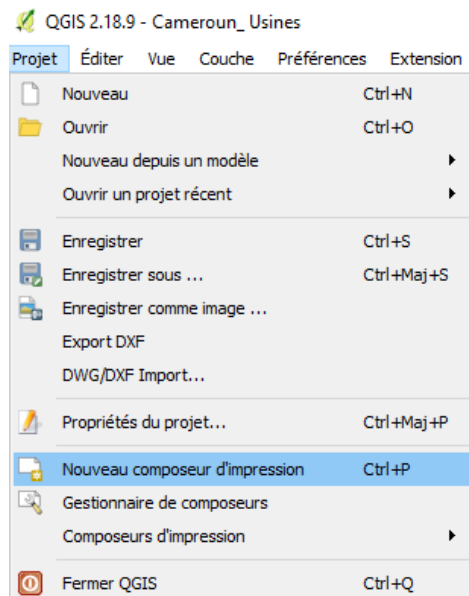 QGIS 2.18.9 - Cameroun_ Usines
Projet Éditer Vue Couche Préférences Extension
Nouveau Ctrl+N
Ouvrir Ctrl+O
Nouveau depuis un modèle
Ouvrir un projet récent
Enregistrer Ctrl+S
Enregistrer sous ... Ctrl+Maj+S
Enregistrer comme image ...
Export DXF
DWG/DXF Import...
Propriétés du projet... Ctrl+Maj+P
Nouveau composeur d'impression Ctrl+P
Gestionnaire de composeurs
Composeurs d'impression
Fermer QGIS Ctrl+Q